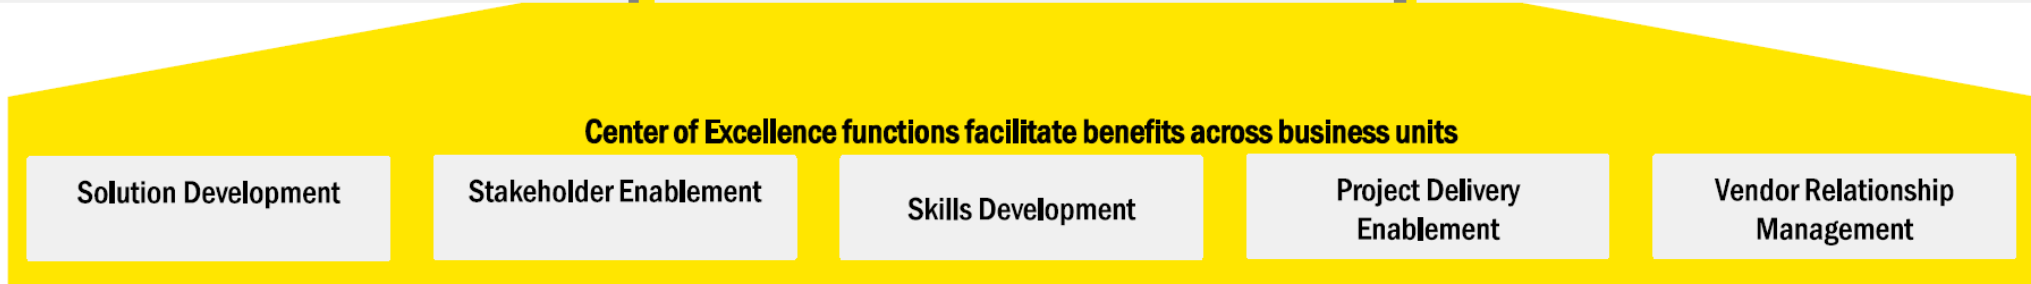 Center of Excellence functions facilitate benefits across business units
Solution Development
Stakeholder Enablement
Skills Development
Project Delivery
Enablement
Vendor Relationship
Management